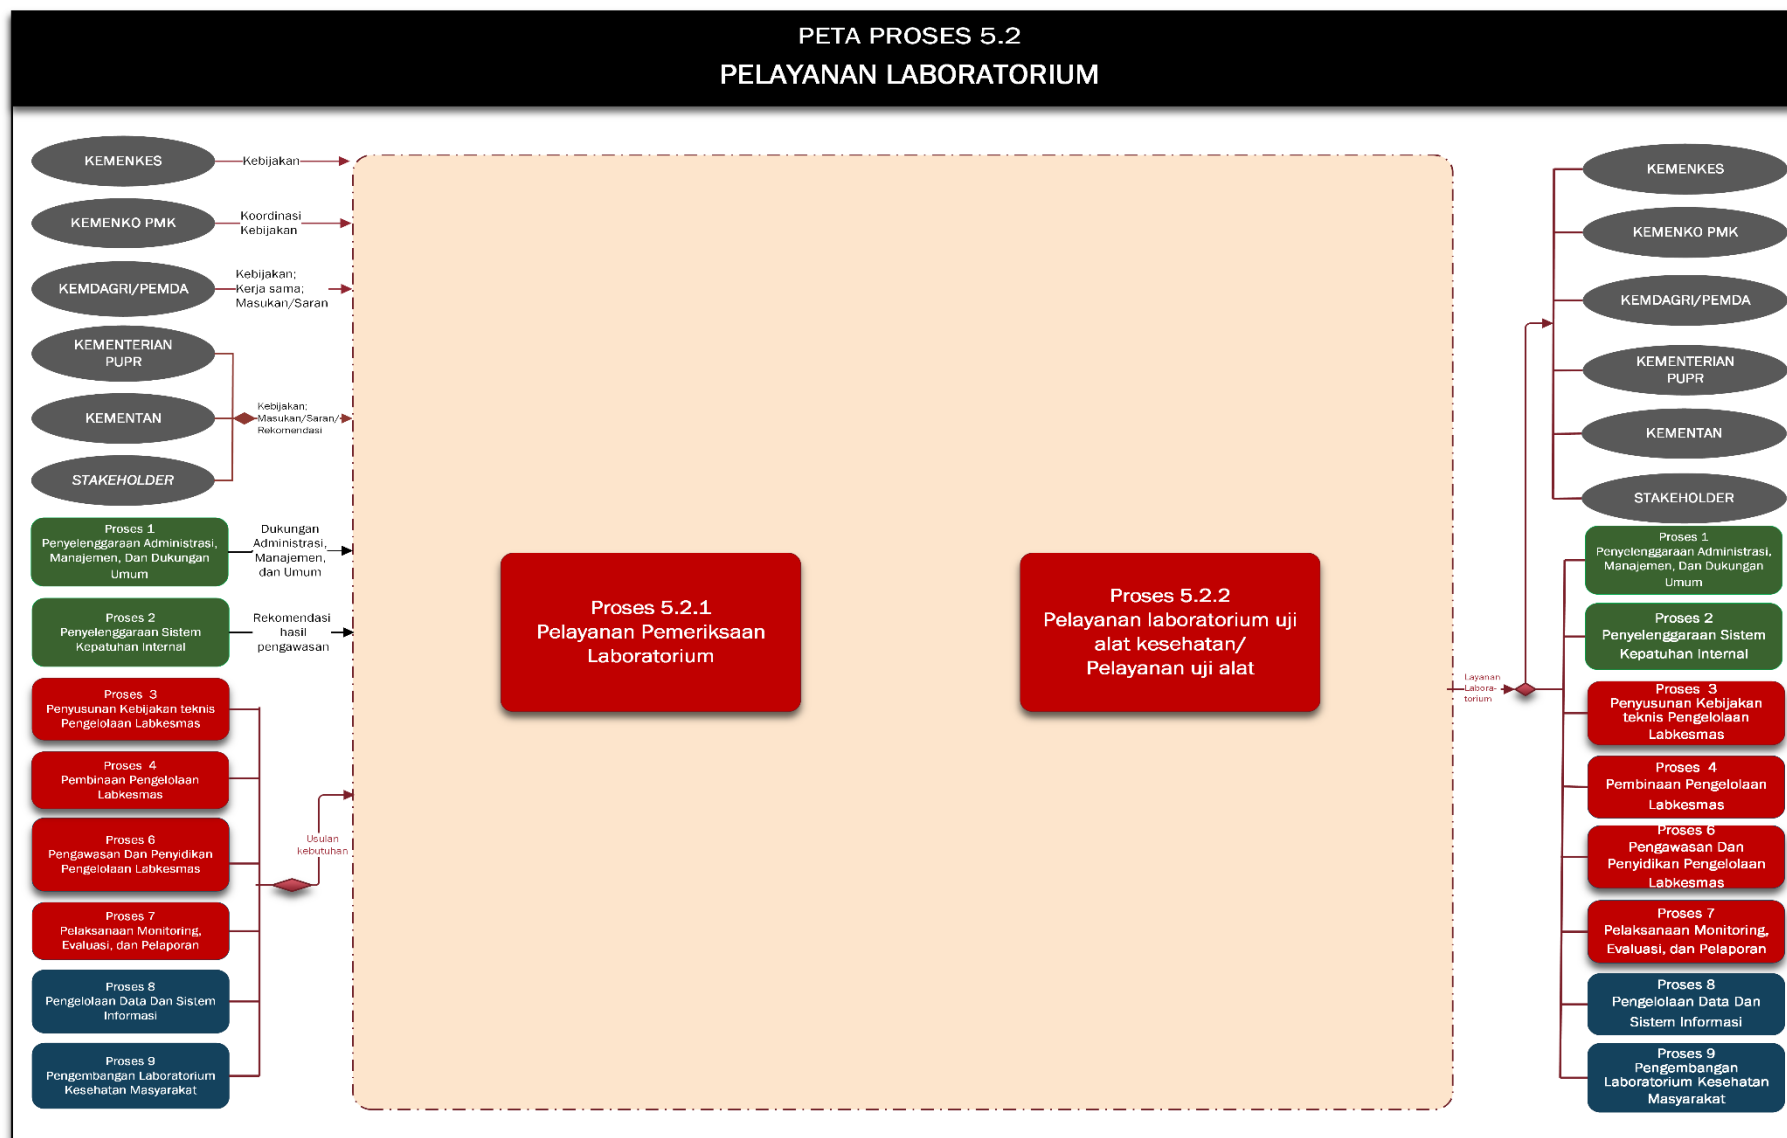 PETA PROSES 5.2
PELAYANAN LABORATORIUM
KEMENKES
Kebijakan
KEMENKO PMK
Koordinasi
Kebijakan
KEMDAGRI/PEMDA
Kebijakan;
Kerja sama;
Masukan/Saran
KEMENTERIAN
PUPR
KEMENTAN
STAKEHOLDER
Kebijakan;
Masukan/Saran/
Rekomendasi
Proses 1
Penyelenggaraan Administrasi,
Manajemen, Dan Dukungan
Umum
Dukungan
Administrasi,
Manajemen,
dan Umum
Proses 2
Penyelenggaraan Sistem
Kepatuhan Internal
Rekomendasi
hasil
pengawasan
Proses 3
Penyusunan Kebijakan teknis
Pengelolaan Labkesmas
Proses 4
Pembinaan Pengelolaan
Labkesmas
Proses 6
Pengawasan Dan Penyidikan
Pengelolaan Labkesmas
Proses 7
Pelaksanaan Monitoring,
Evaluasi, dan Pelaporan
Proses 8
Pengelolaan Data Dan Sistem
Informasi
Proses 9
Pengembangan Laboratorium
Kesehatan Masyarakat
Usulan
kebutuhan
Proses 5.2.1
Pelayanan Pemeriksaan
Laboratorium
Proses 5.2.2
Pelayanan laboratorium uji
alat kesehatan/
Pelayanan uji alat
Layanan
Labora-
torium
KEMENKES
KEMENKO PMK
KEMDAGRI/PEMDA
KEMENTERIAN
PUPR
KEMENTAN
STAKEHOLDER
Proses 1
Penyelenggaraan Administrasi,
Manajemen, Dan Dukungan
Umum
Proses 2
Penyelenggaraan Sistem
Kepatuhan Internal
Proses 3
Penyusunan Kebijakan
teknis Pengelolaan
Labkesmas
Proses 4
Pembinaan Pengelolaan
Labkesmas
Proses 6
Pengawasan Dan
Penyidikan Pengelolaan
Labkesmas
Proses 7
Pelaksanaan Monitoring,
Evaluasi, dan Pelaporan
Proses 8
Pengelolaan Data Dan
Sistem Informasi
Proses 9
Pengembangan
Laboratorium Kesehatan
Masyarakat